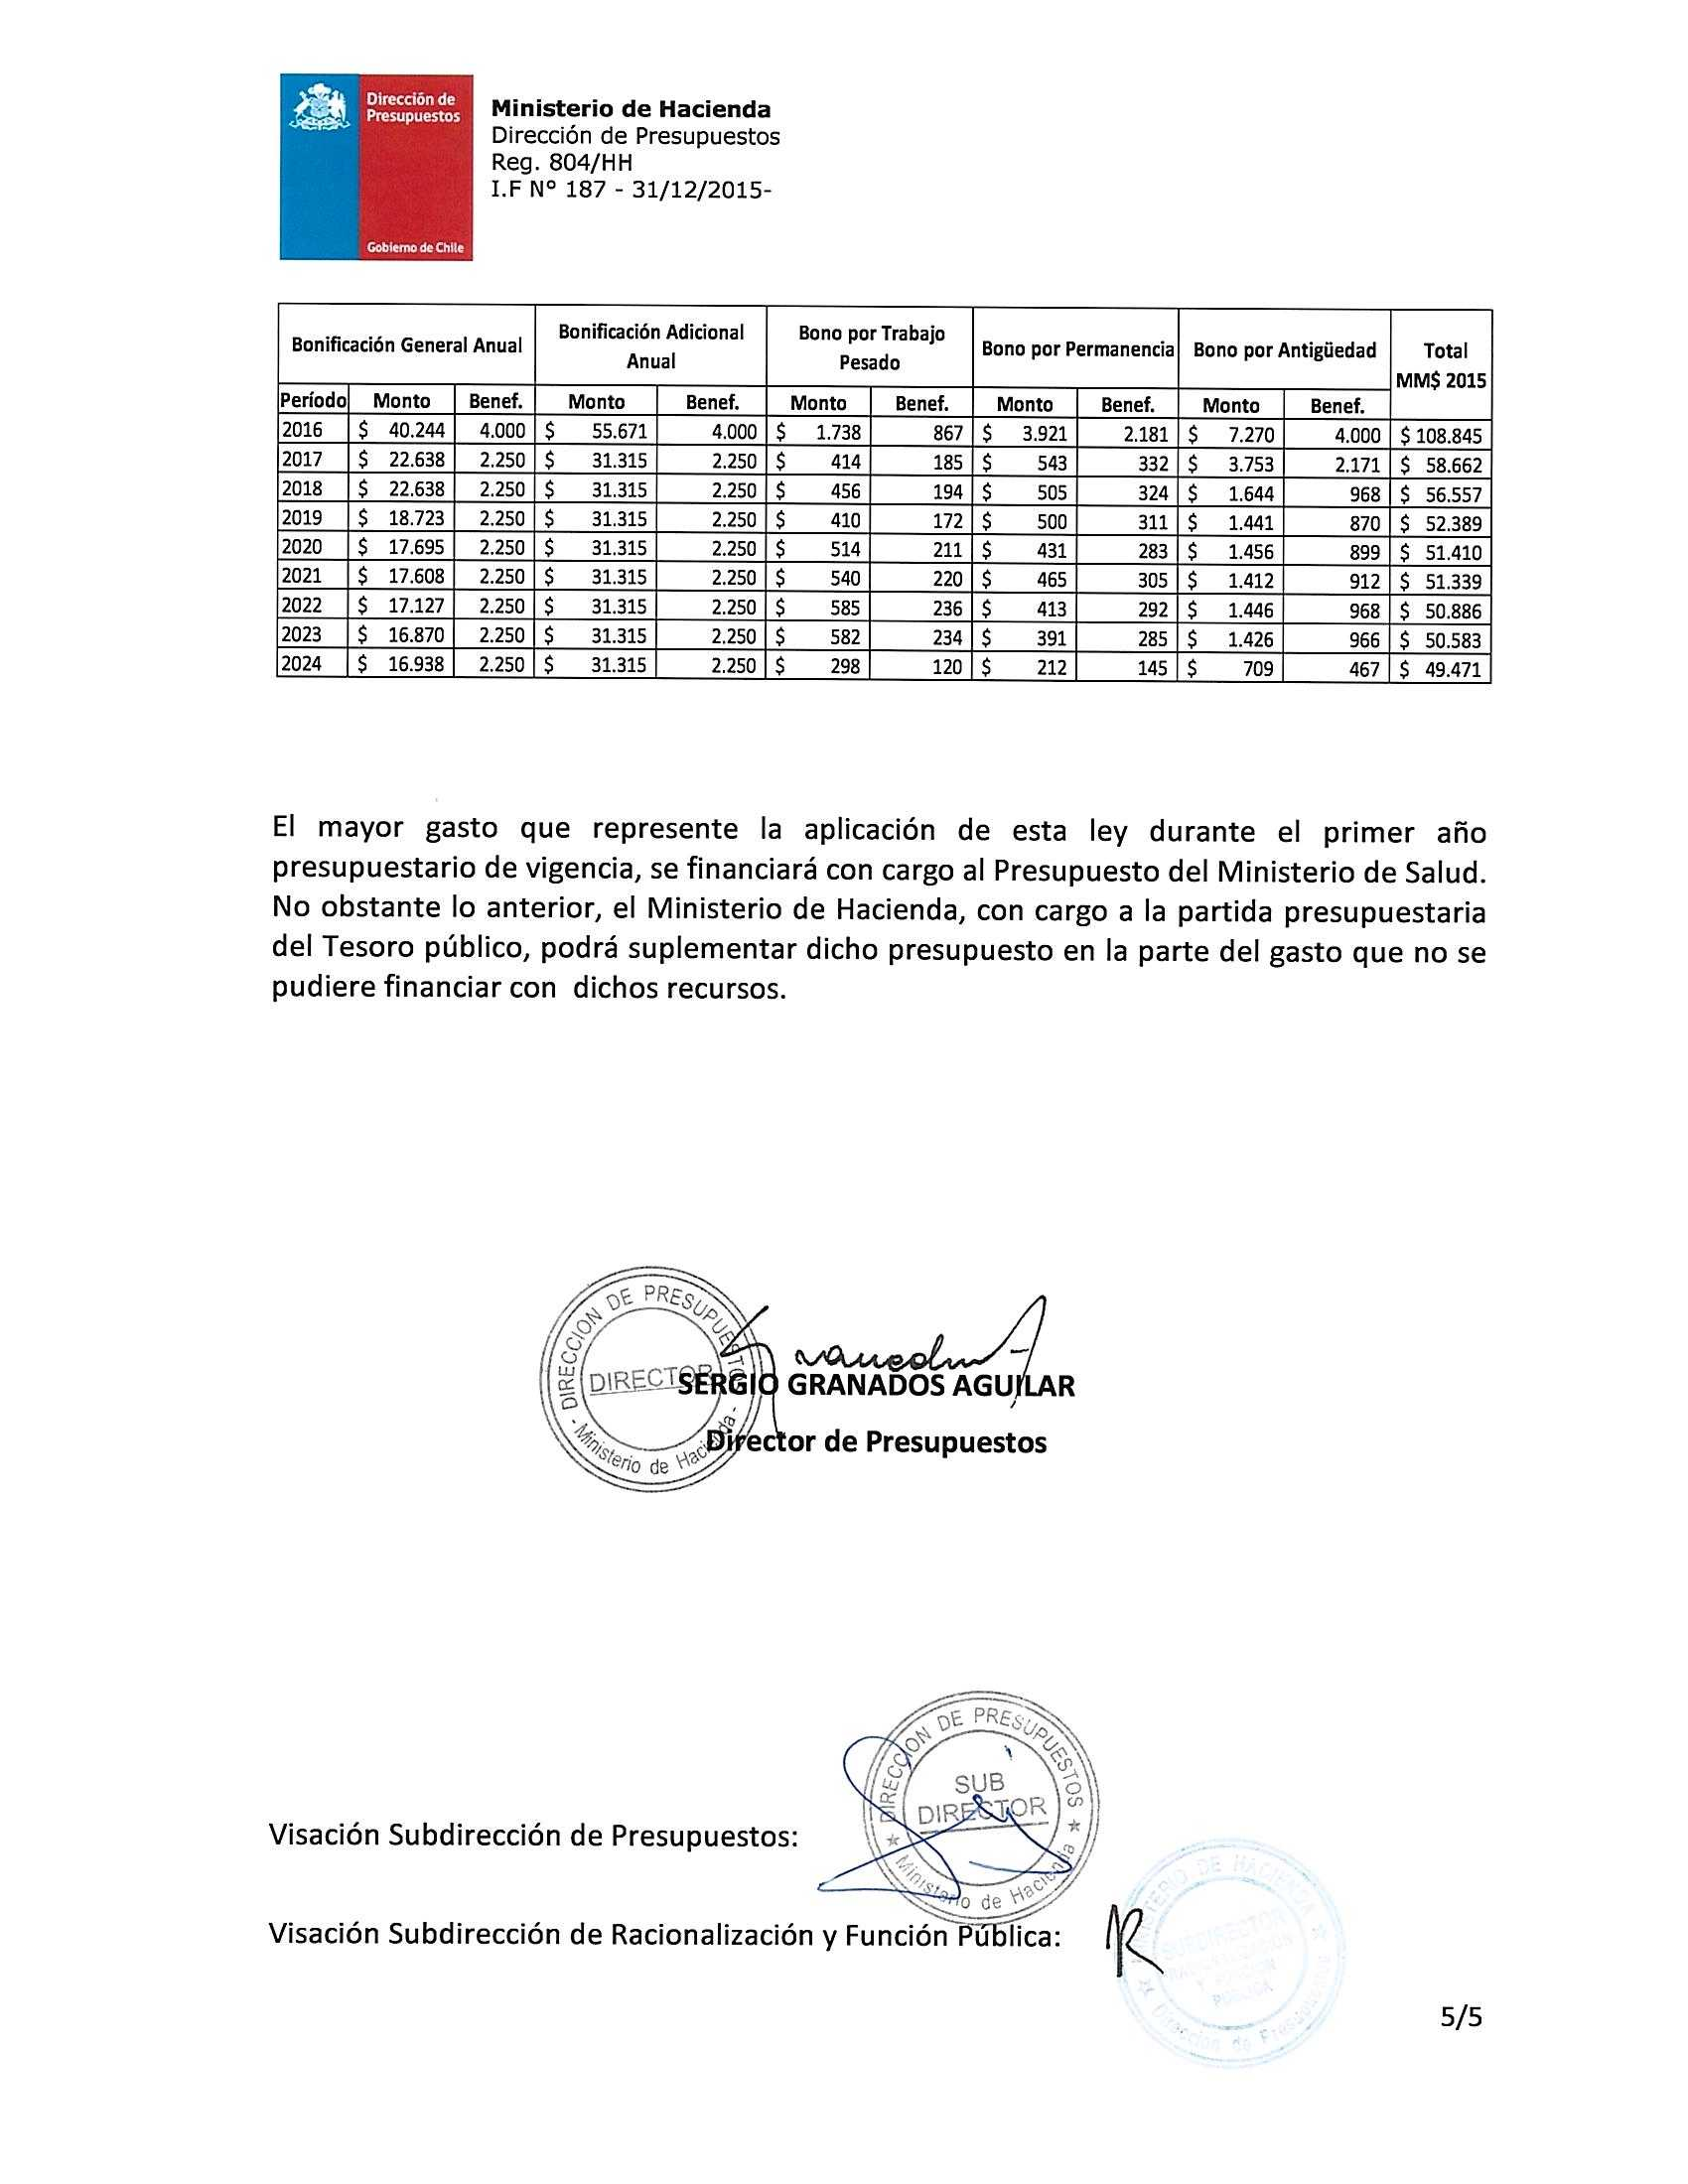 Dirección de
Presupuestos
Gobierno de Chile
Ministerio de Hacienda
Dirección de Presupuestos
Reg. 804/HH
I.F Nº 187 - 31/12/2015-
Bonificación General Anual Bonificación Adicional Anual Bono por Trabajo Pesado Bono por Permanencia Bono por Antigüedad Total MM$ 2015
Período Monto Benef. Monto Benef. Monto Benef. Monto Benef. Monto Benef.
2016 $ 40.244 4.000 $ 55.671 4.000 $ 1.738 867 $ 3.921 2.181 $ 7.270 4.000 $ 108.845
2017 $ 22.638 2.250 $ 31.315 2.250 $ 414 185 $ 543 332 $ 3.753 2.171 $ 58.662
2018 $ 22.638 2.250 $ 31.315 2.250 $ 456 194 $ 505 324 $ 1.644 968 $ 56.557
2019 $ 18.723 2.250 $ 31.315 2.250 $ 410 172 $ 500 311 $ 1.441 870 $ 52.389
2020 $ 17.695 2.250 $ 31.315 2.250 $ 514 211 $ 431 283 $ 1.456 899 $ 51.410
2021 $ 17.608 2.250 $ 31.315 2.250 $ 540 220 $ 465 305 $ 1.412 912 $ 51.339
2022 $ 17.127 2.250 $ 31.315 2.250 $ 585 236 $ 413 292 $ 1.446 968 $ 50.886
2023 $ 16.870 2.250 $ 31.315 2.250 $ 582 234 $ 391 285 $ 1.426 966 $ 50.583
2024 $ 16.938 2.250 $ 31.315 2.250 $ 298 120 $ 212 145 $ 709 467 $ 49.471
El mayor gasto que represente la aplicación de esta ley durante el primer año
presupuestario de vigencia, se financiará con cargo al Presupuesto del Ministerio de Salud.
No obstante lo anterior, el Ministerio de Hacienda, con cargo a la partida presupuestaria
del Tesoro público, podrá suplementar dicho presupuesto en la parte del gasto que no se
pudiere financiar con dichos recursos.
DIRECCION DE PRESUPUESTOS
DIRECTOR
- Ministerio de Hacienda -
SERGIO GRANADOS AGUILAR
Director de Presupuestos
DIRECCION DE PRESUPUESTOS
SUB
DIRECTOR
Ministerio de Hacienda
Visación Subdirección de Presupuestos:
Visación Subdirección de Racionalización y Función Pública:
MINISTERIO DE HACIENDA
SUBDIRECTOR
PUBLICA
Direccion de Presupuestos
5/5